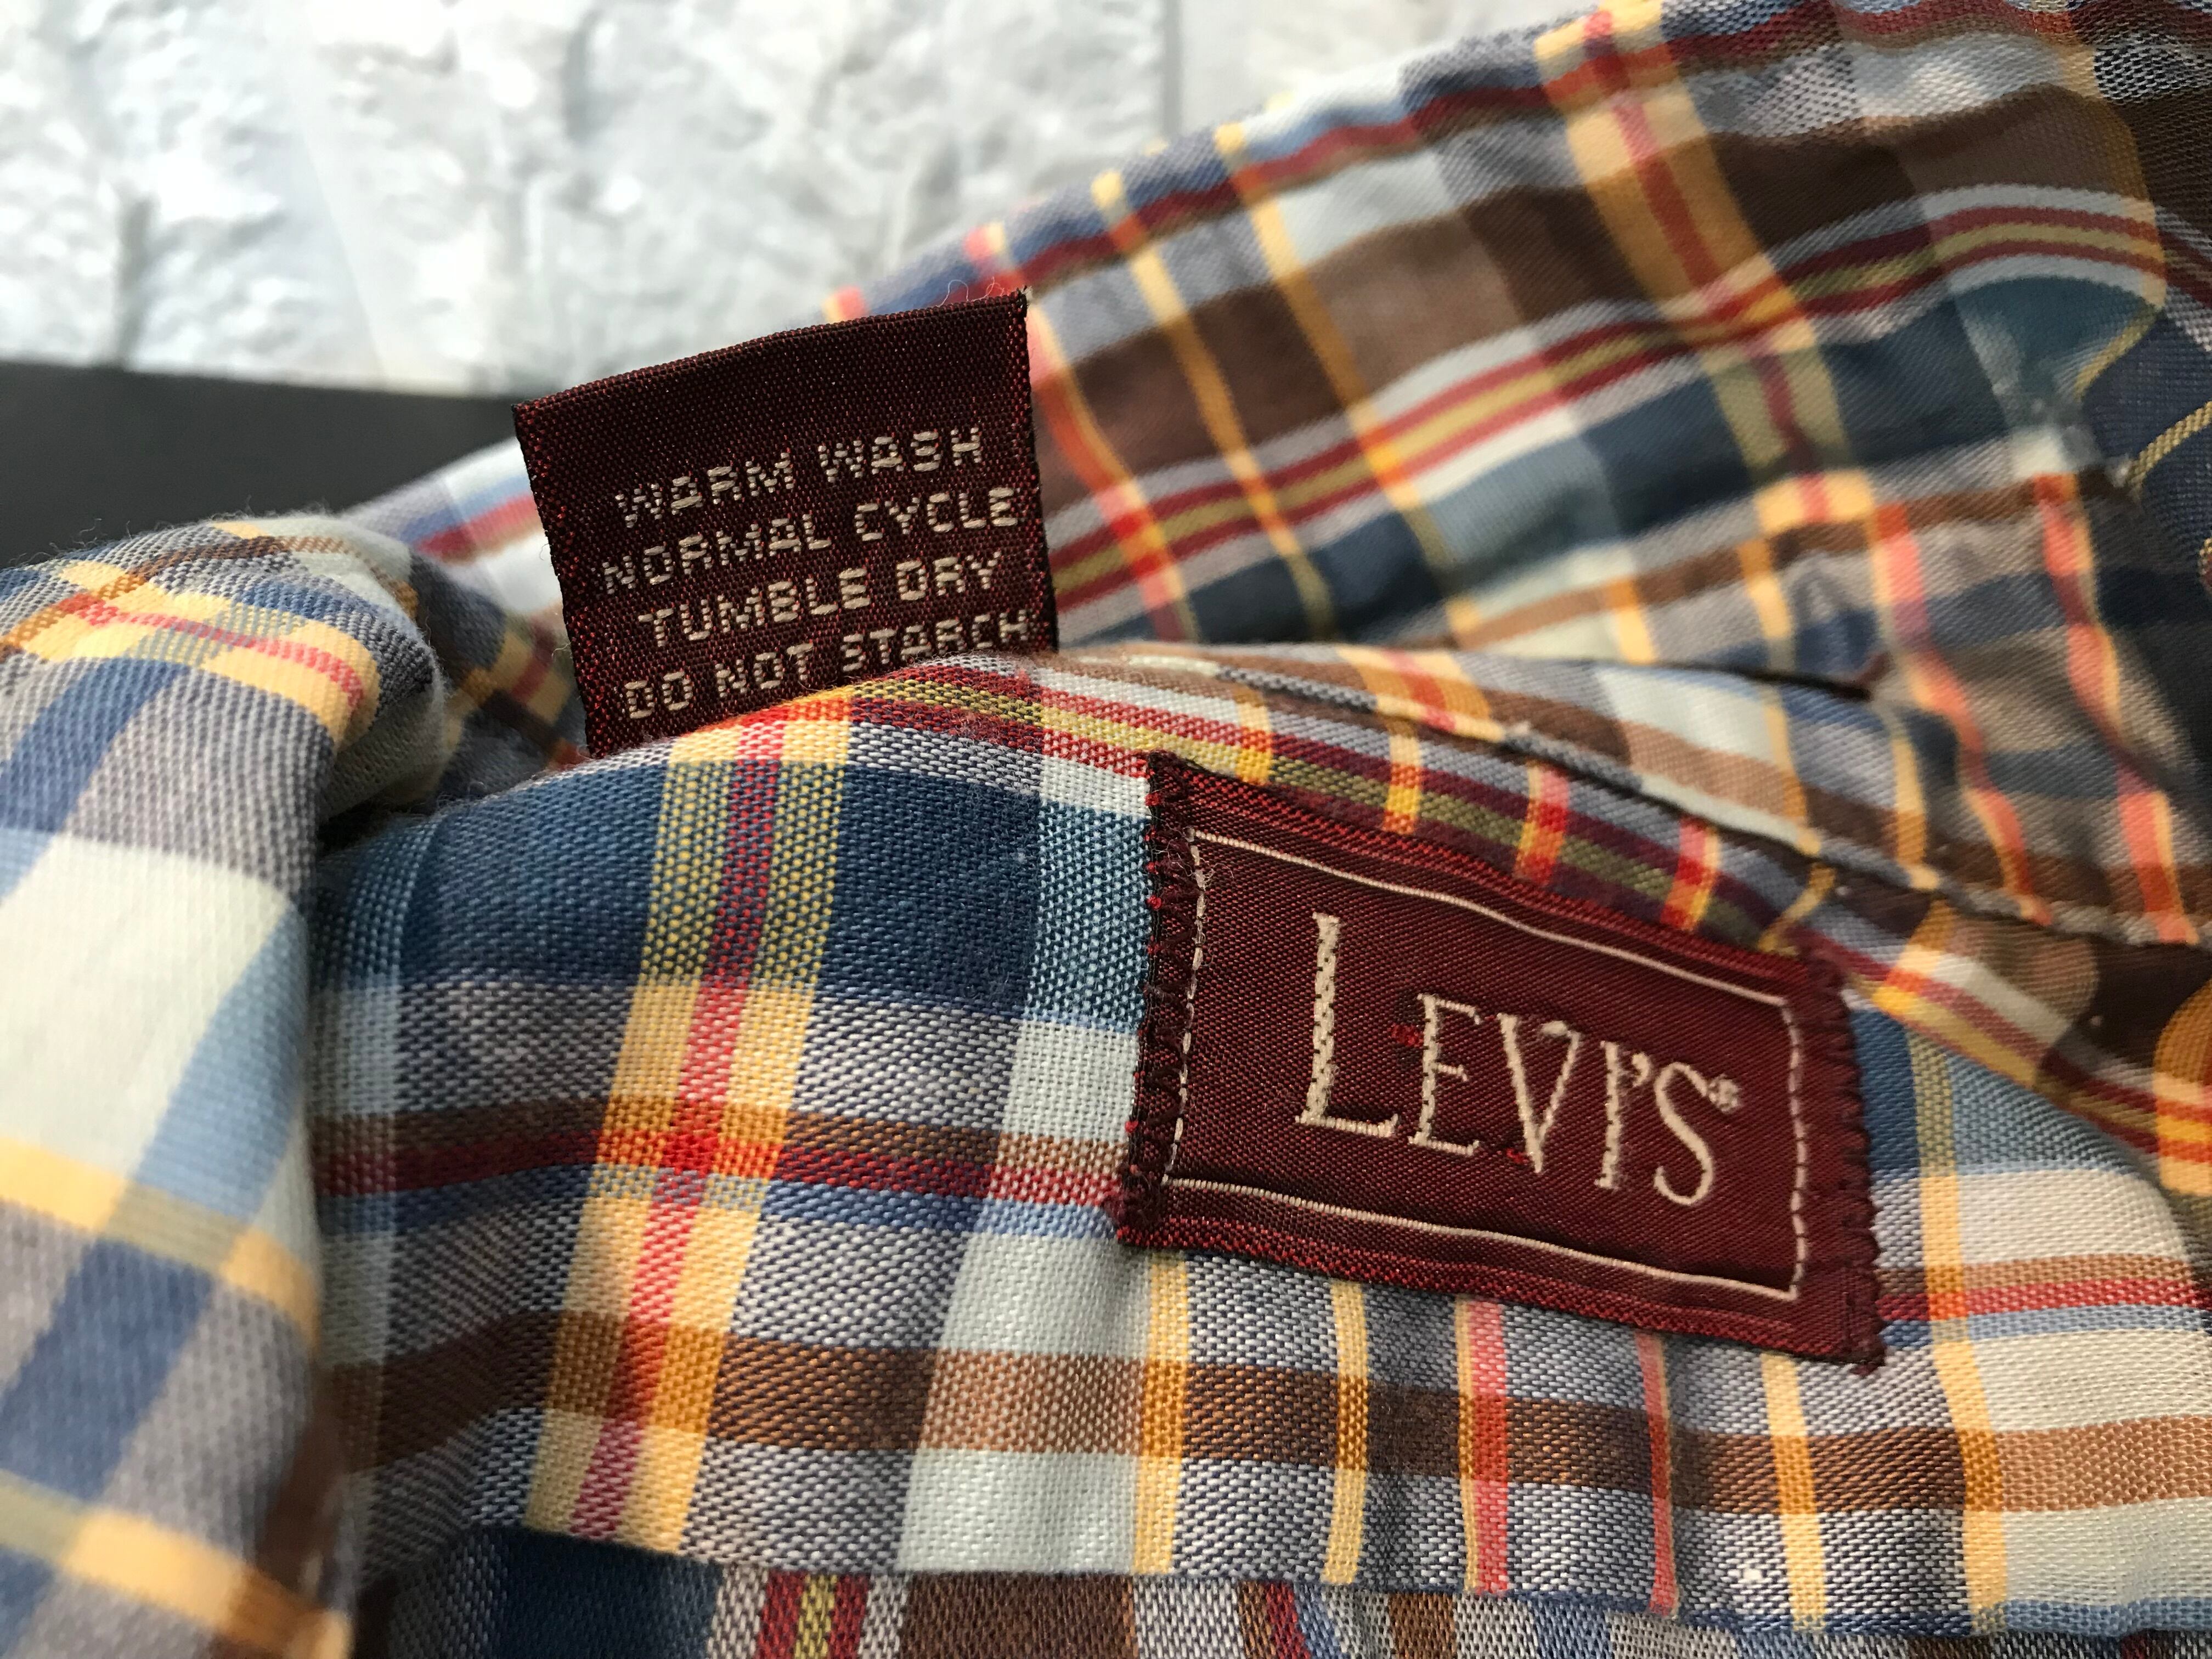 WARM WASH
NORMAL CYCLE
TUMBLE DRY
DO NOT STARCH
LEVI'S®